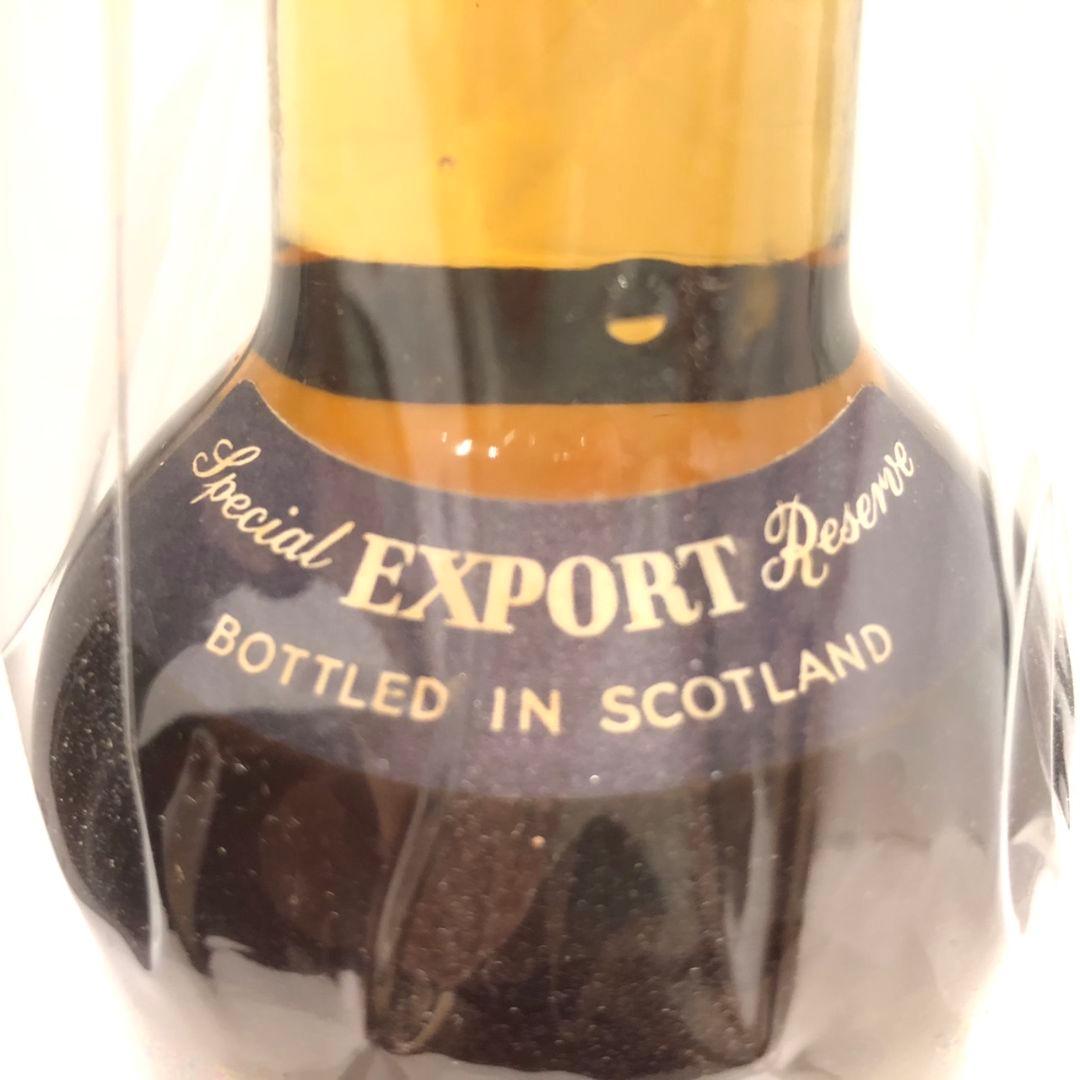 Special EXPORT Reserve
BOTTLED IN SCOTLAND